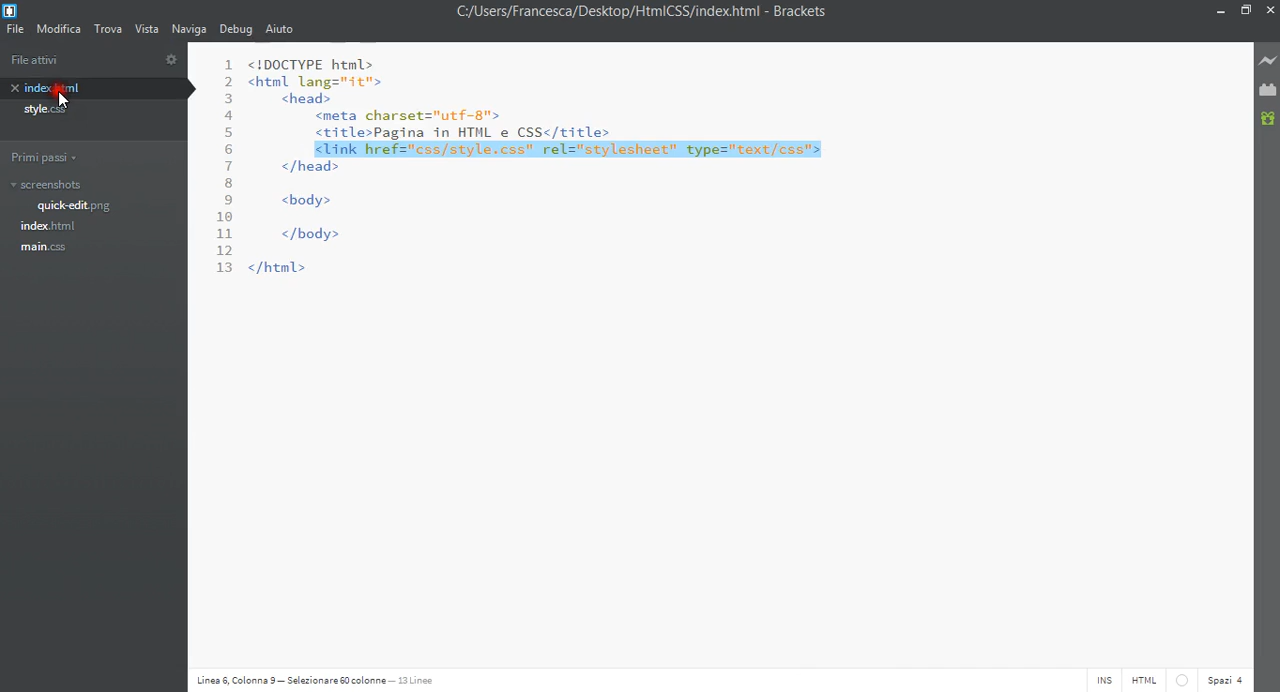 C:/Users/Francesca/Desktop/HtmlCSS/index.html - Brackets
File Modifica Trova Vista Naviga Debug Aiuto
File attivi
index.html
style.css
Primi passi
screenshots
quick-edit.png
index.html
main.css
1 <!DOCTYPE html>
2 <html lang="it">
3 <head>
4 <meta charset="utf-8">
5 <title>Pagina in HTML e CSS</title>
6 <link href="css/style.css" rel="stylesheet" type="text/css">
7 </head>
8
9 <body>
10
11 </body>
12
13 </html>
Linea 6, Colonna 9 — Selezionare 60 colonne — 13 Linee
INS HTML Spazi 4